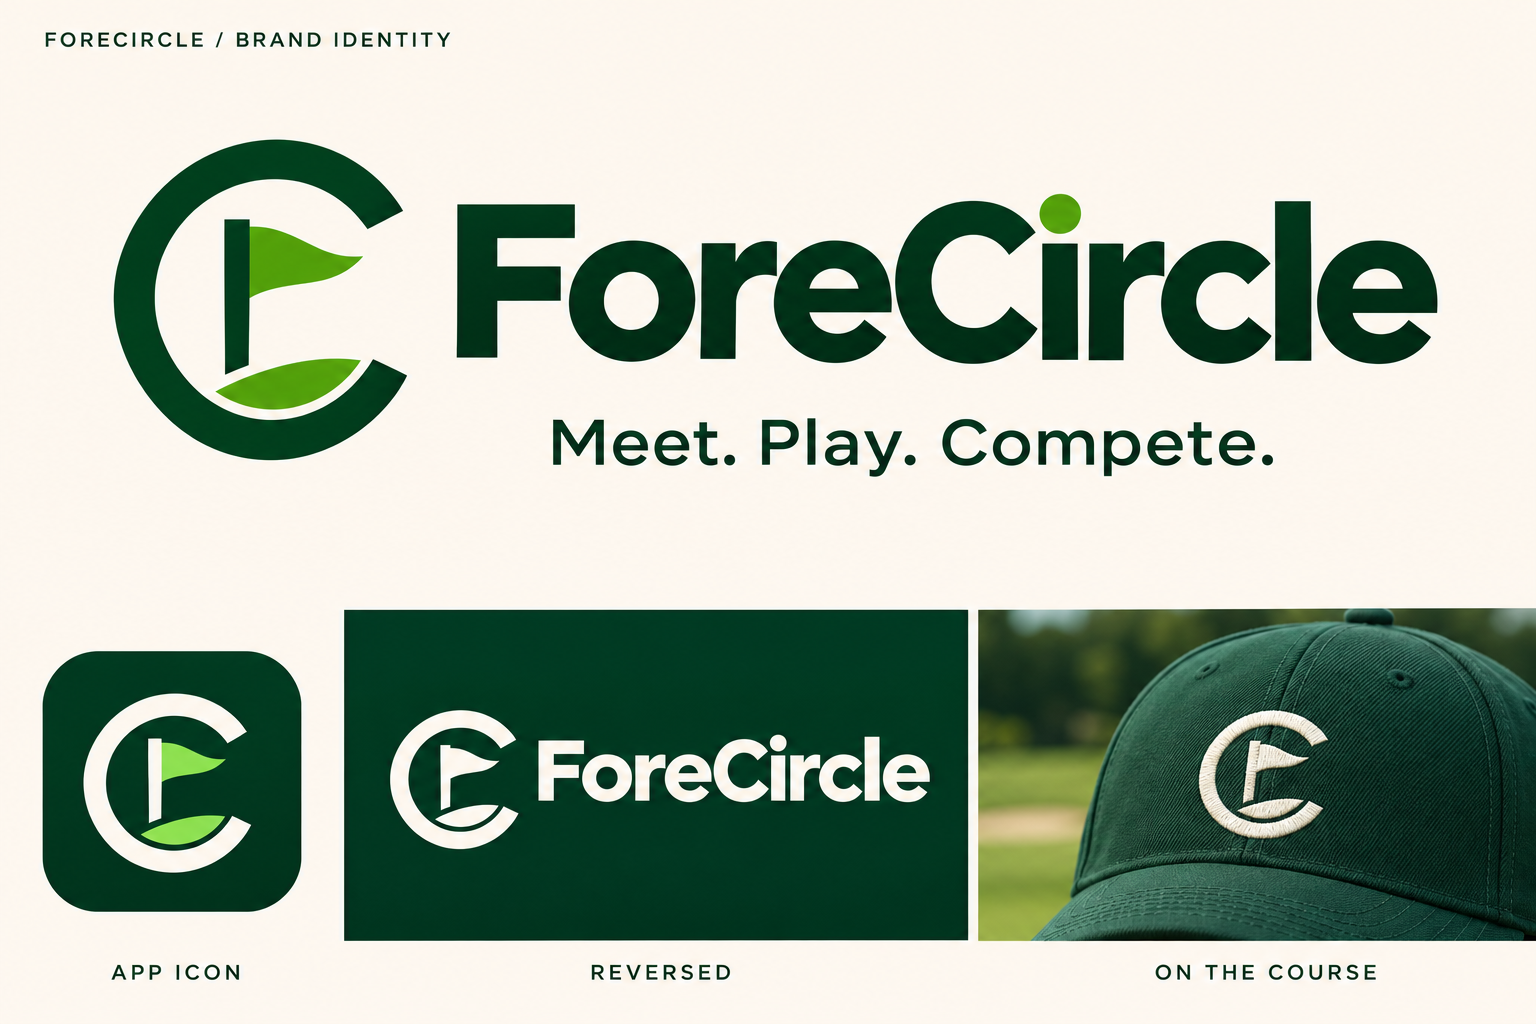 FORECIRCLE / BRAND IDENTITY
ForeCircle
Meet. Play. Compete.
ForeCircle
APP ICON
REVERSED
ON THE COURSE